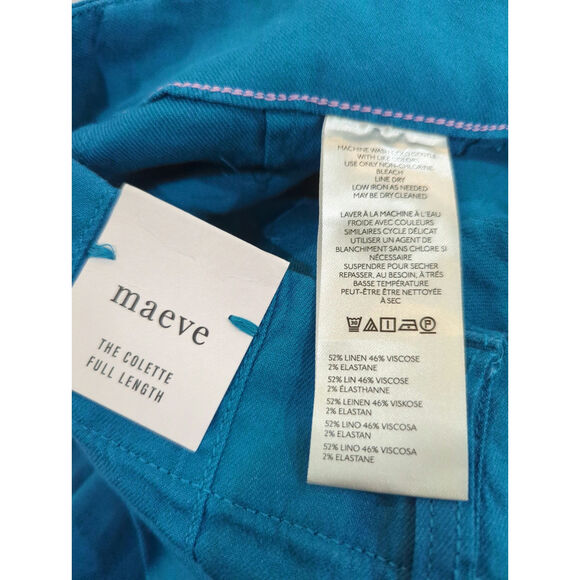 maeve
THE COLETTE
FULL LENGTH
MACHINE WASH COLD GENTLE
WITH LIKE COLORS
USE ONLY NON-CHLORINE
BLEACH
LINE DRY
LOW IRON AS NEEDED
MAY BE DRY CLEANED
LAVER À LA MACHINE À L'EAU
FROIDE AVEC COULEURS
SIMILAIRES CYCLE DÉLICAT
UTILISER UN AGENT DE
BLANCHIMENT SANS CHLORE SI
NÉCESSAIRE
SUSPENDRE POUR SECHER
REPASSER, AU BESOIN, À TRÉS
BASSE TEMPÉRATURE
PEUT-ÊTRE ÊTRE NETTOYÉE
À SEC
30 A P
52% LINEN 46% VISCOSE
2% ELASTANE
52% LIN 46% VISCOSE
2% ÉLASTHANNE
52% LEINEN 46% VISKOSE
2% ELASTAN
52% LINO 46% VISCOSA
2% ELASTAN
52% LINO 46% VISCOSA
2% ELASTANE